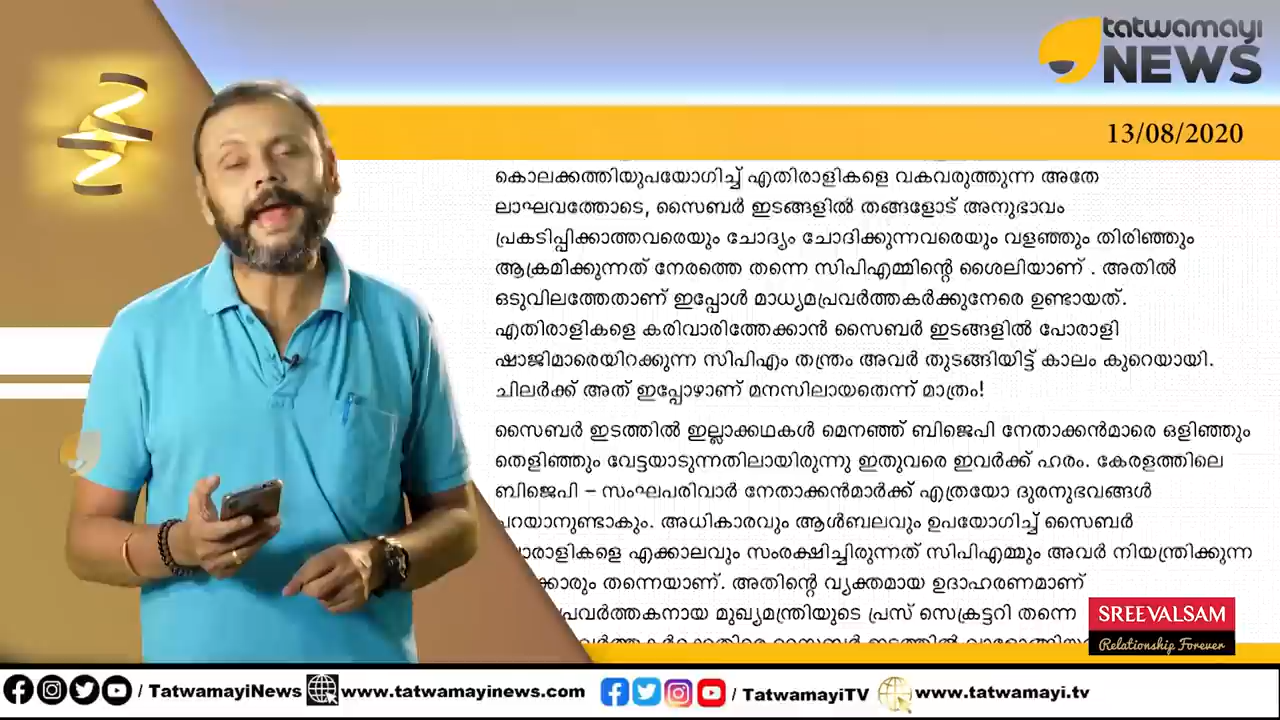 tatwamayi
NEWS
13/08/2020
കൊലക്കത്തിയുപയോഗിച്ച് എതിരാളികളെ വകവരുത്തുന്ന അതേ
ലാഘവത്തോടെ, സൈബർ ഇടങ്ങളിൽ തങ്ങളോട് അനുഭാവം
പ്രകടിപ്പിക്കാത്തവരെയും ചോദ്യം ചോദിക്കുന്നവരെയും വളഞ്ഞും തിരിഞ്ഞും
ആക്രമിക്കുന്നത് നേരത്തെ തന്നെ സിപിഎമ്മിന്റെ ശൈലിയാണ് . അതിൽ
ഒടുവിലത്തേതാണ് ഇപ്പോൾ മാധ്യമപ്രവർത്തകർക്കുനേരെ ഉണ്ടായത്.
എതിരാളികളെ കരിവാരിത്തേക്കാൻ സൈബർ ഇടങ്ങളിൽ പോരാളി
ഷാജിമാരെയിറക്കുന്ന സിപിഎം തന്ത്രം അവർ തുടങ്ങിയിട്ട് കാലം കുറെയായി.
ചിലർക്ക് അത് ഇപ്പോഴാണ് മനസിലായതെന്ന് മാത്രം!
സൈബർ ഇടത്തിൽ ഇല്ലാക്കഥകൾ മെനഞ്ഞ് ബിജെപി നേതാക്കൻമാരെ ഒളിഞ്ഞും
തെളിഞ്ഞും വേട്ടയാടുന്നതിലായിരുന്നു ഇതുവരെ ഇവർക്ക് ഹരം. കേരളത്തിലെ
ബിജെപി – സംഘപരിവാർ നേതാക്കൻമാർക്ക് എത്രയോ ദുരനുഭവങ്ങൾ
പറയാനുണ്ടാകും. അധികാരവും ആൾബലവും ഉപയോഗിച്ച് സൈബർ
എക്കാലവും സംരക്ഷിച്ചിരുന്നത് സിപിഎമ്മും അവർ നിയന്ത്രിക്കുന്ന
തന്നെയാണ്. അതിന്റെ വ്യക്തമായ ഉദാഹരണമാണ്
മുഖ്യമന്ത്രിയുടെ പ്രസ് സെക്രട്ടറി തന്നെ
SREEVALSAM
Relationship Forever
/ TatwamayiNews www.tatwamayinews.com / TatwamayiTV www.tatwamayi.tv